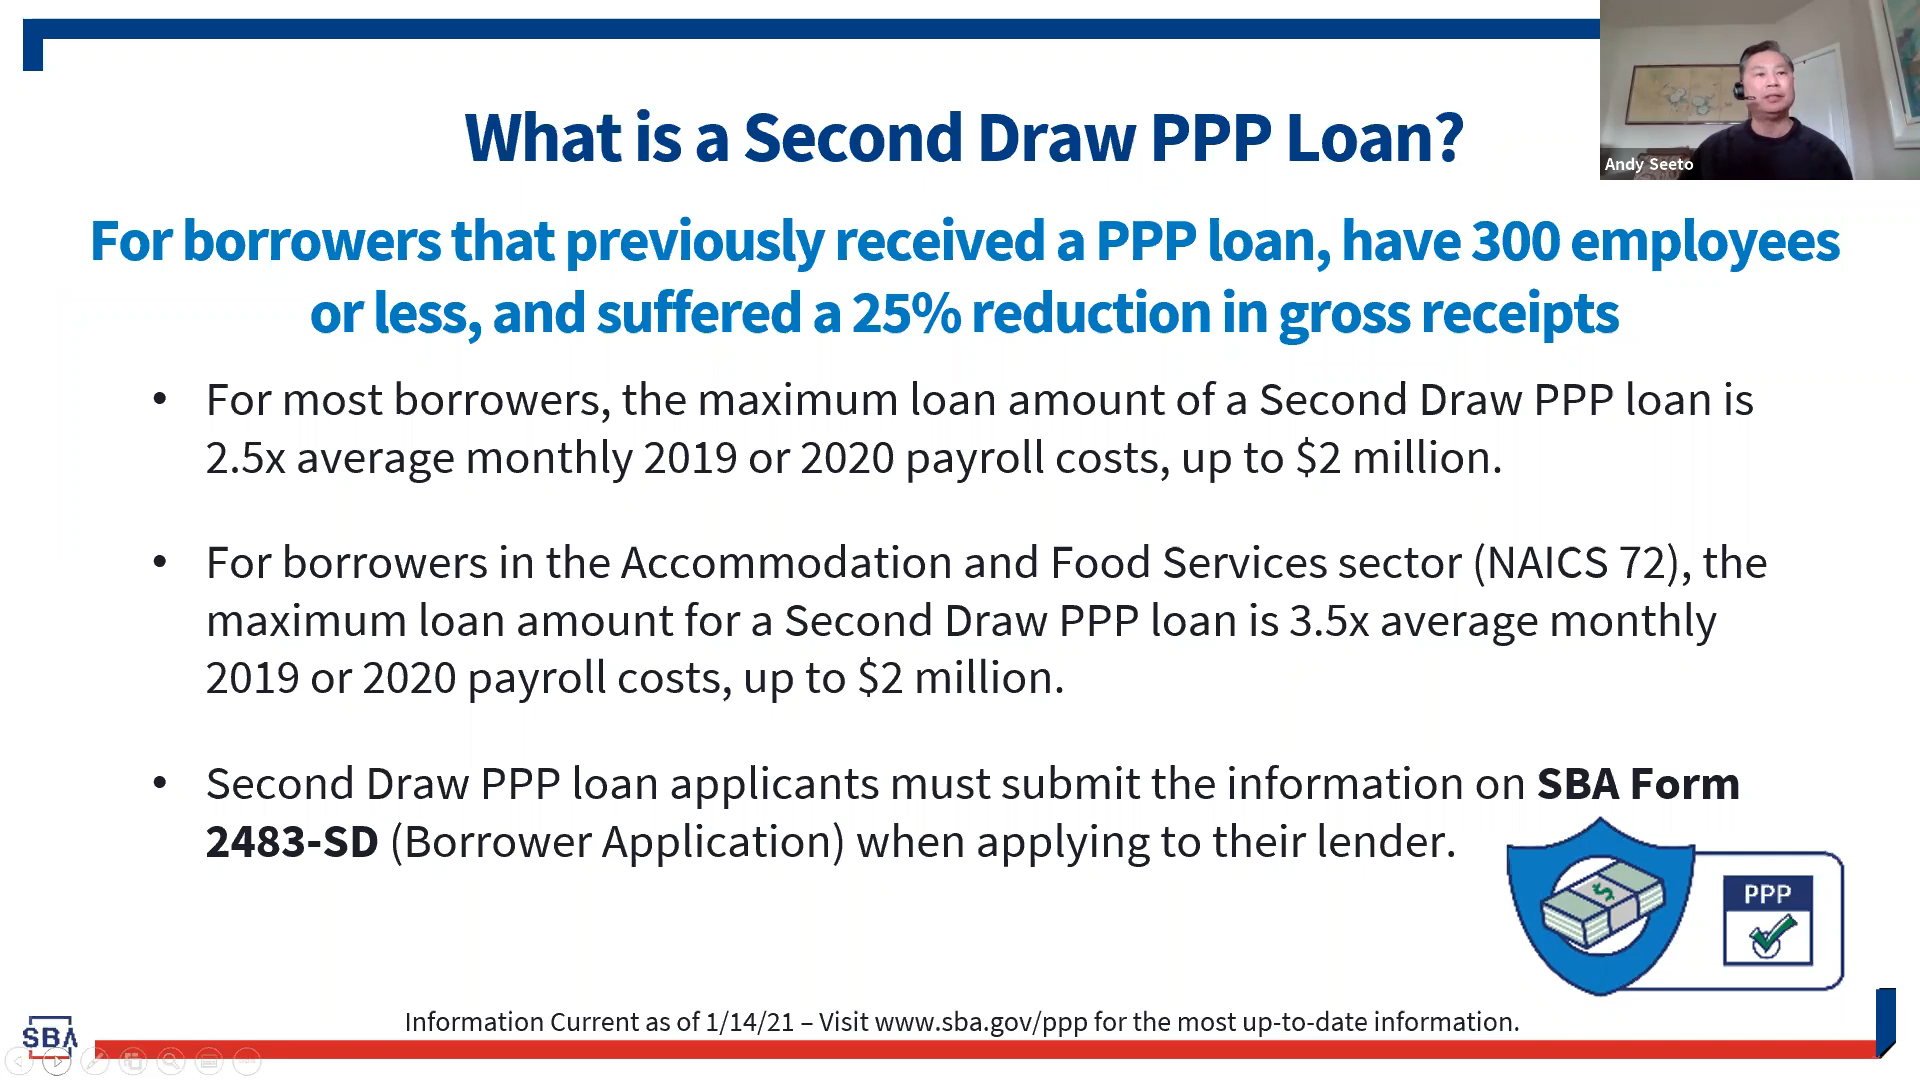 What is a Second Draw PPP Loan?
Andy Seeto
For borrowers that previously received a PPP loan, have 300 employees
or less, and suffered a 25% reduction in gross receipts
• For most borrowers, the maximum loan amount of a Second Draw PPP loan is
2.5x average monthly 2019 or 2020 payroll costs, up to $2 million.
• For borrowers in the Accommodation and Food Services sector (NAICS 72), the
maximum loan amount for a Second Draw PPP loan is 3.5x average monthly
2019 or 2020 payroll costs, up to $2 million.
• Second Draw PPP loan applicants must submit the information on SBA Form
2483-SD (Borrower Application) when applying to their lender.
$
PPP
Information Current as of 1/14/21 – Visit www.sba.gov/ppp for the most up-to-date information.
SBA